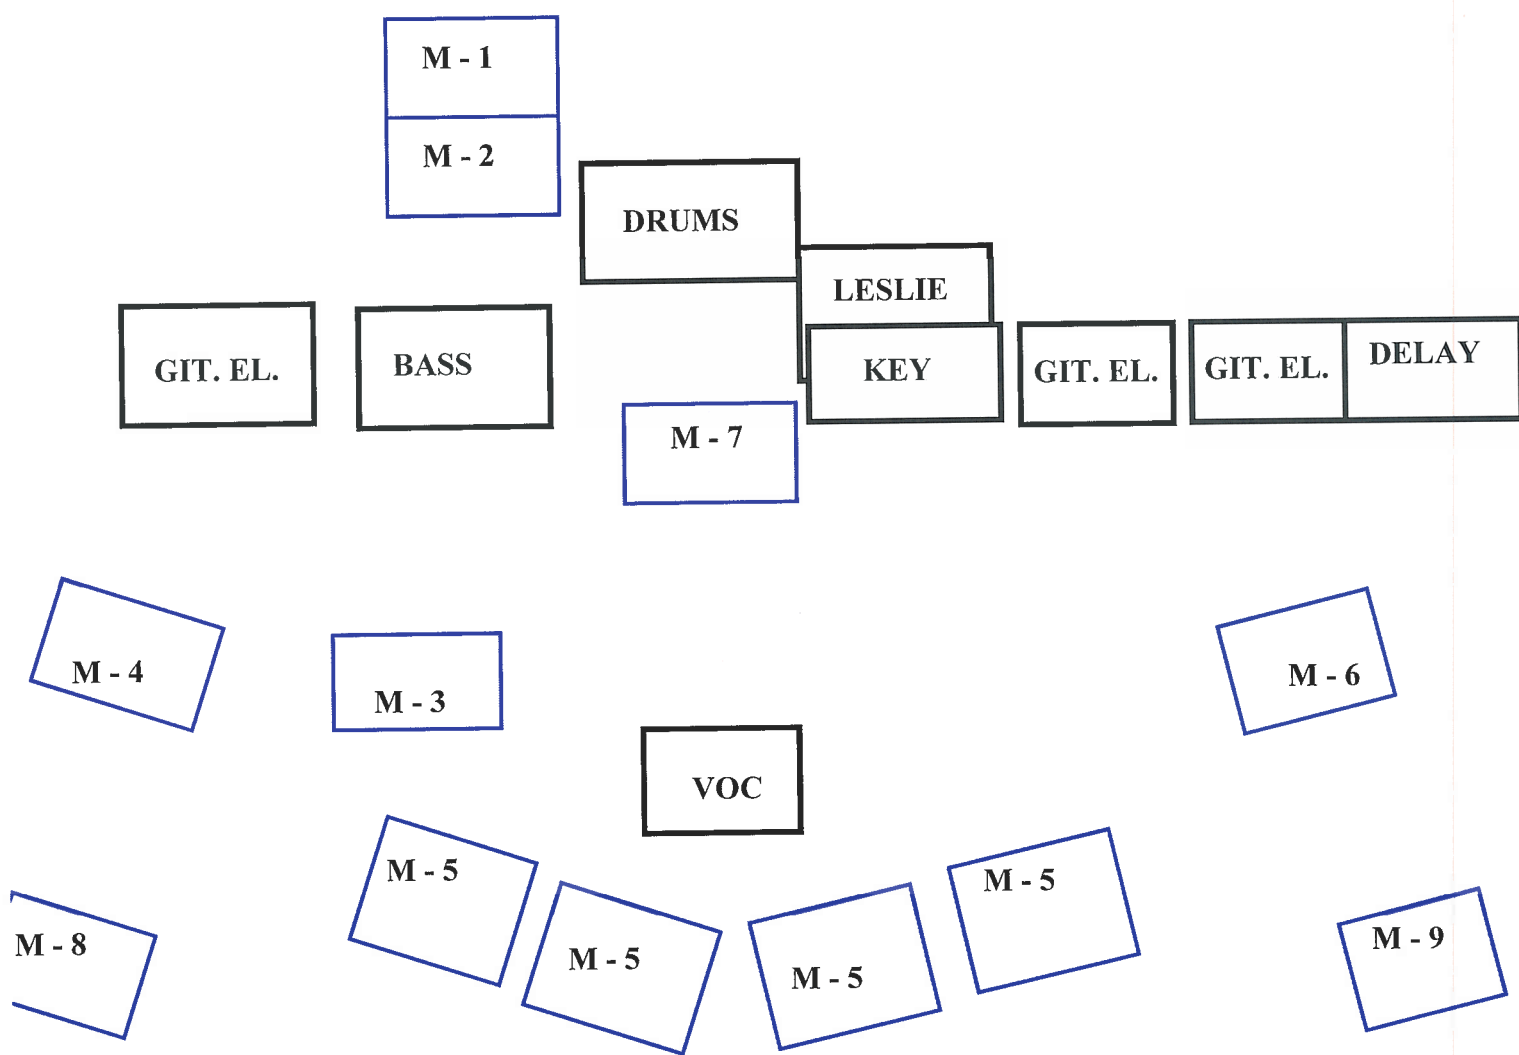 M - 1
M - 2
DRUMS
LESLIE
GIT. EL.
BASS
KEY
GIT. EL.
GIT. EL.
DELAY
M - 7
M - 4
M - 3
M - 6
VOC
M - 5
M - 5
M - 5
M - 5
M - 8
M - 9